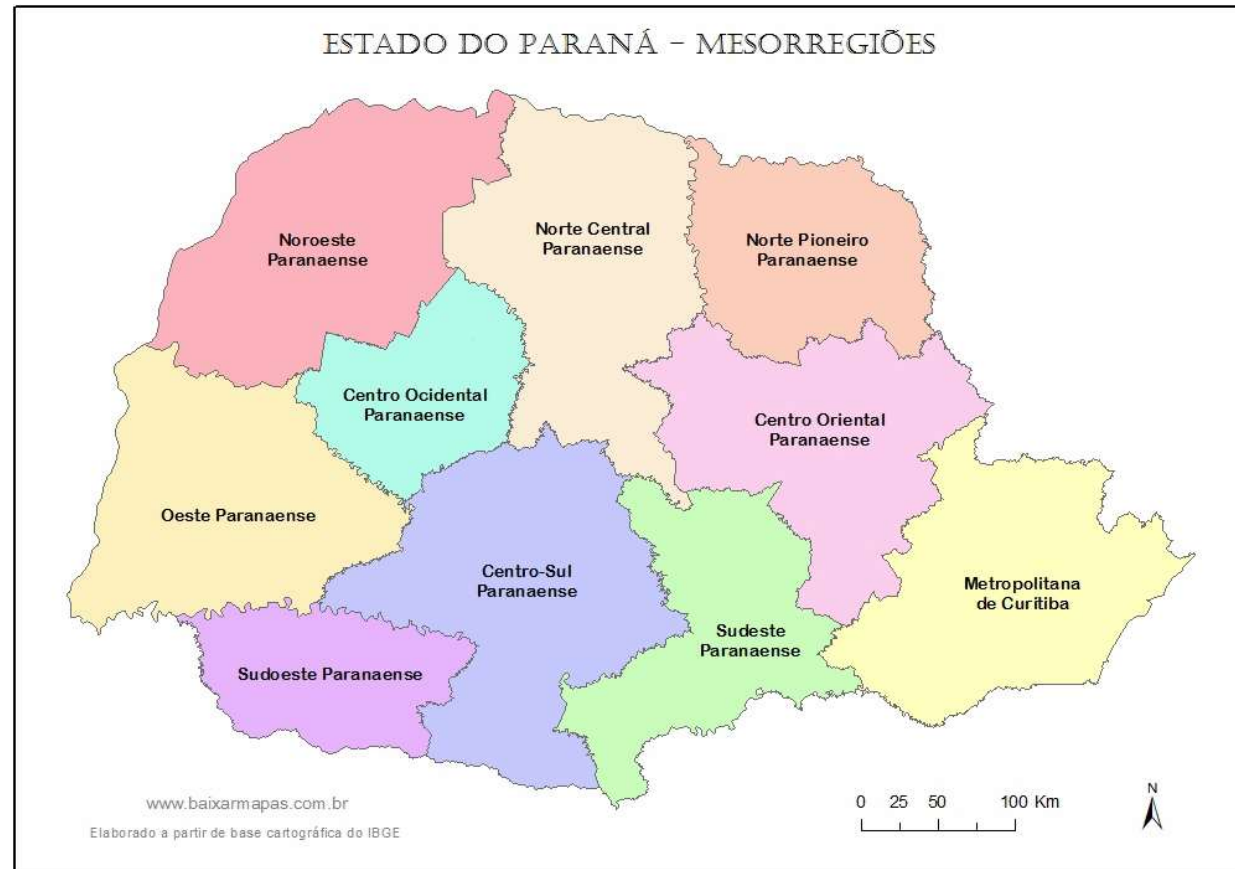 ESTADO DO PARANÁ – MESORREGIÕES
Noroeste
Paranaense
Norte Central
Paranaense
Norte Pioneiro
Paranaense
Centro Ocidental
Paranaense
Centro Oriental
Paranaense
Oeste Paranaense
Centro-Sul
Paranaense
Metropolitana
de Curitiba
Sudeste
Paranaense
Sudoeste Paranaense
www.baixarmapas.com.br
Elaborado a partir de base cartográfica do IBGE
0 25 50 100 Km
N